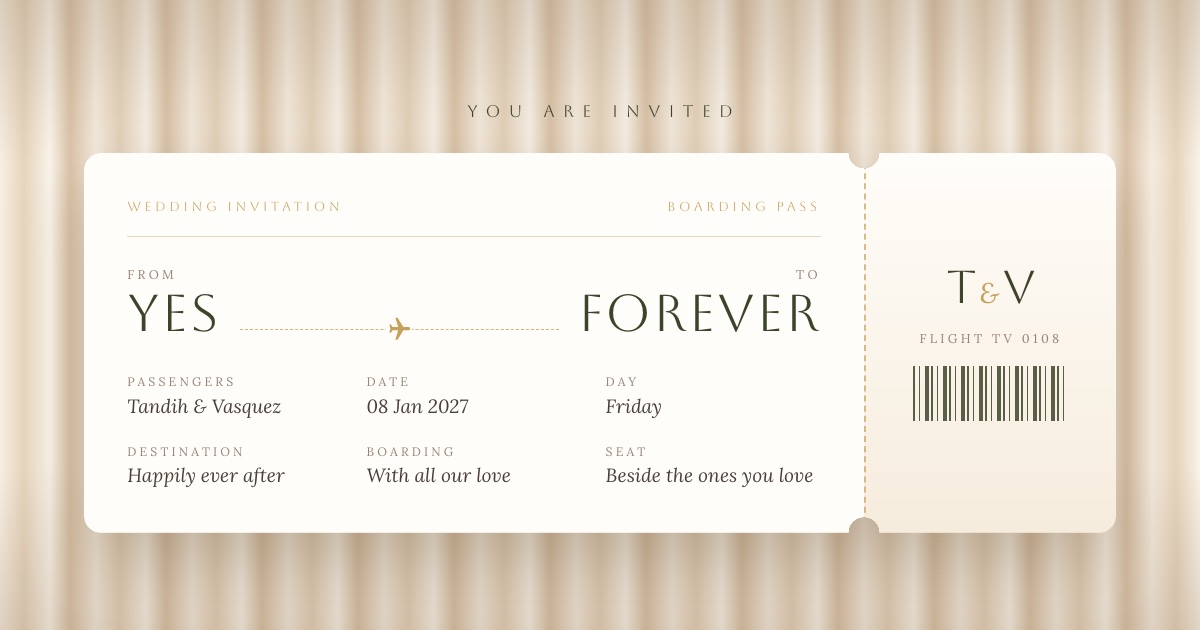 YOU ARE INVITED
WEDDING INVITATION
BOARDING PASS
FROM
TO
YES
FOREVER
PASSENGERS
DATE
DAY
Tandih & Vasquez
08 Jan 2027
Friday
DESTINATION
BOARDING
SEAT
Happily ever after
With all our love
Beside the ones you love
T&V
FLIGHT TV 0108